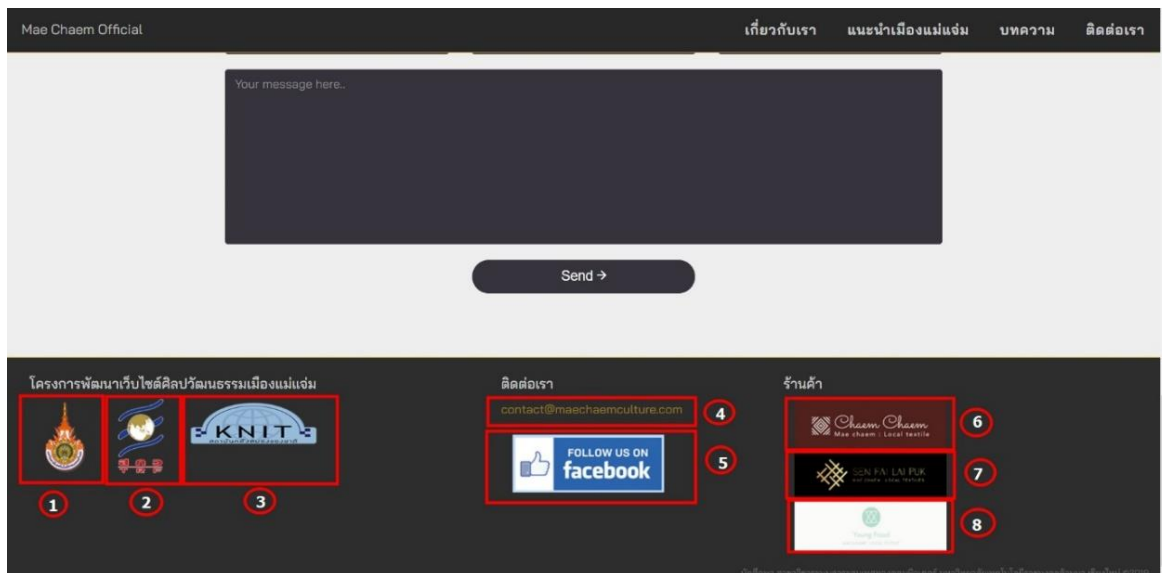 Mae Chaem Official
เกี่ยวกับเรา แนะนำเมืองแม่แจ่ม บทความ ติดต่อเรา
Your message here..
Send →
โครงการพัฒนาเว็บไซต์ศิลปวัฒนธรรมเมืองแม่แจ่ม
KNIT
1
2
3
ติดต่อเรา
contact@maechaemculture.com
4
FOLLOW US ON
facebook
5
ร้านค้า
Chaem Chaem
Mae chaem : Local textile
6
SEN FAI LAI PUK
7
Young Food
8